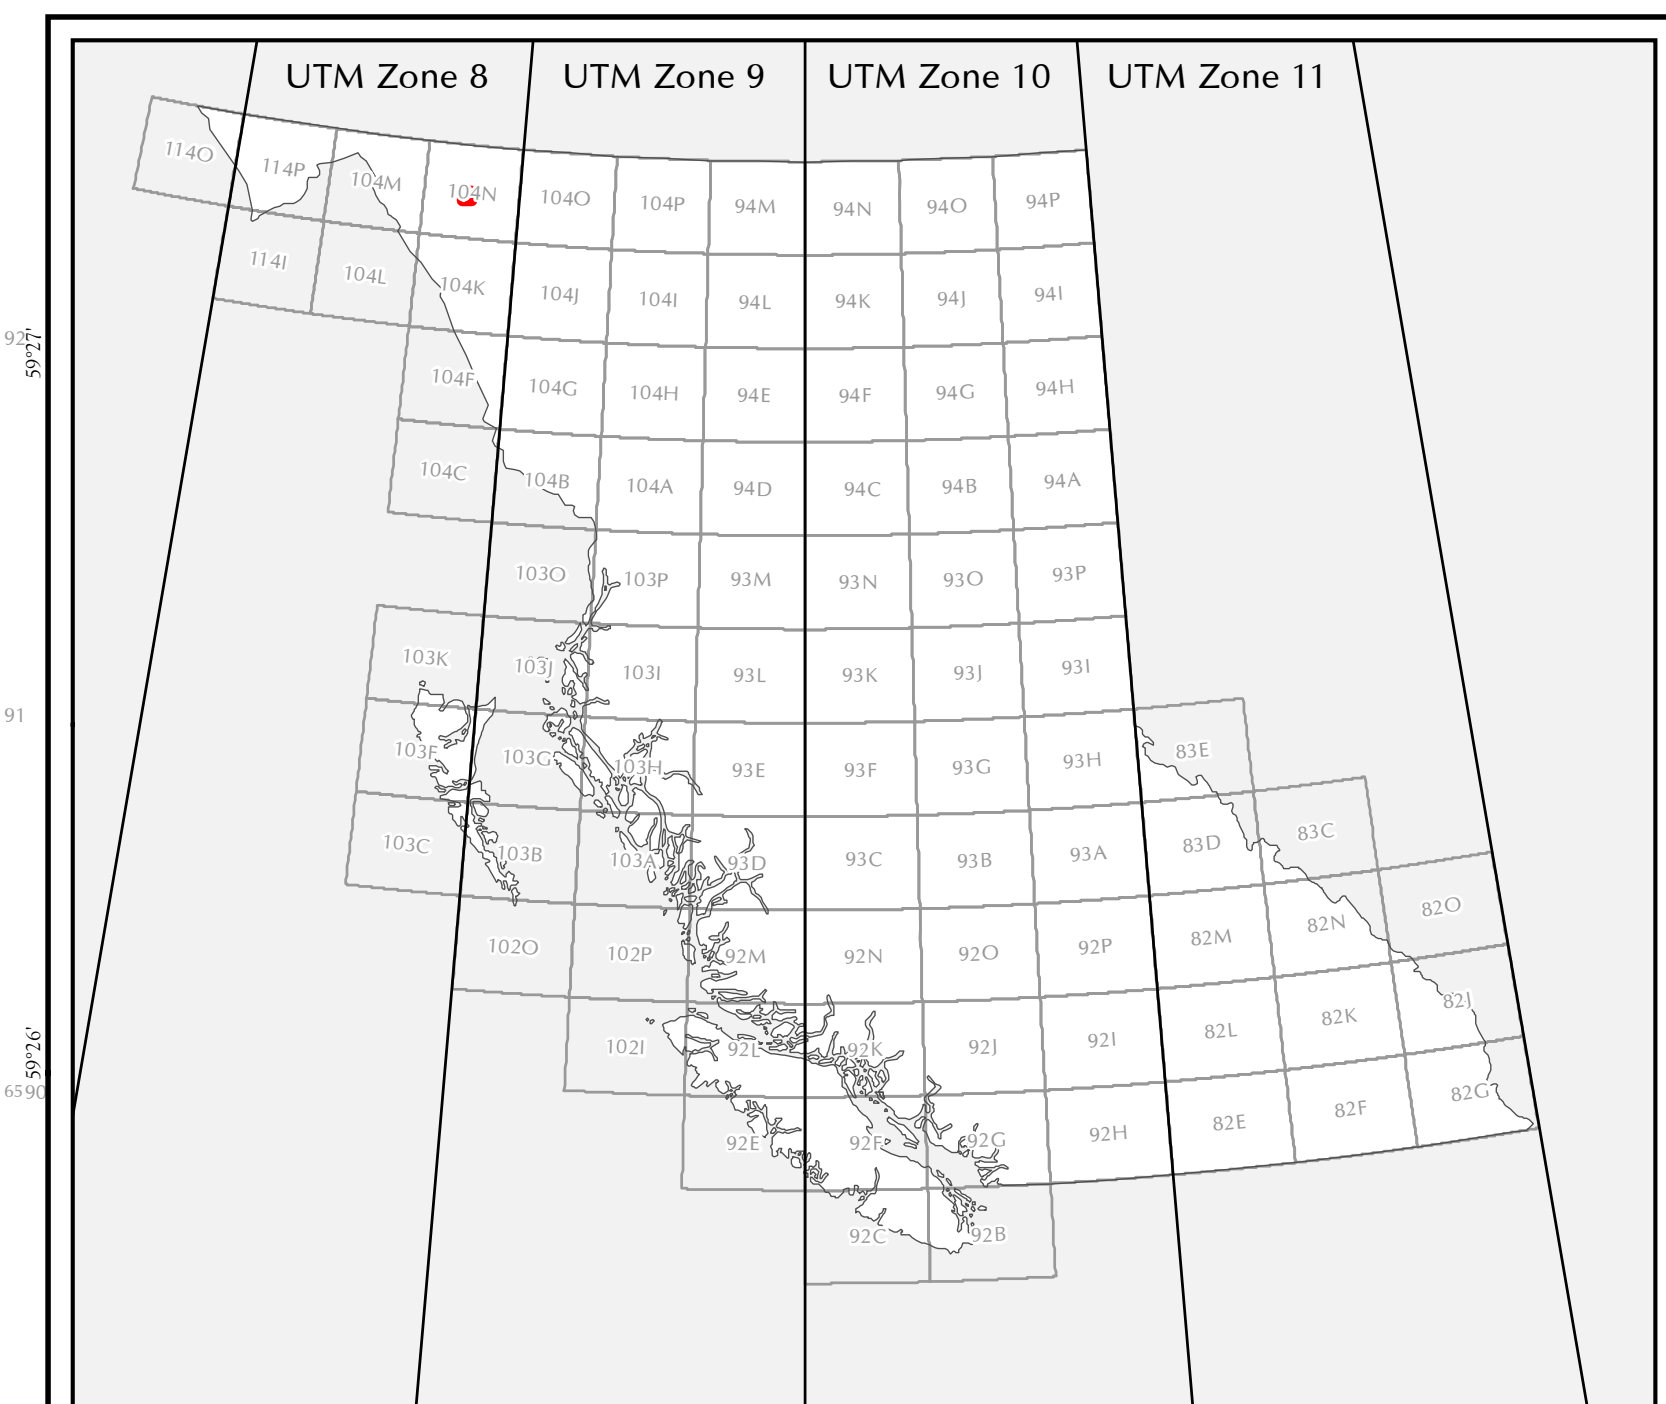 UTM Zone 8 UTM Zone 9 UTM Zone 10 UTM Zone 11
114O 114P 104M 104N 104O 104P 94M 94N 94O 94P
114I 104L 104K 104J 104I 94L 94K 94J 94I
92
59°27'
104F 104G 104H 94E 94F 94G 94H
104C 104B 104A 94D 94C 94B 94A
103O 103P 93M 93N 93O 93P
103K 103J 103I 93L 93K 93J 93I
91
103F 103G 103H 93E 93F 93G 93H 83E
103C 103B 103A 93D 93C 93B 93A 83D 83C
102O 102P 92M 92N 92O 92P 82M 82N 82O
102I 92L 92K 92J 92I 82L 82K 82J
59°26'
6590
92E 92F 92G 92H 82E 82F 82G
92C 92B